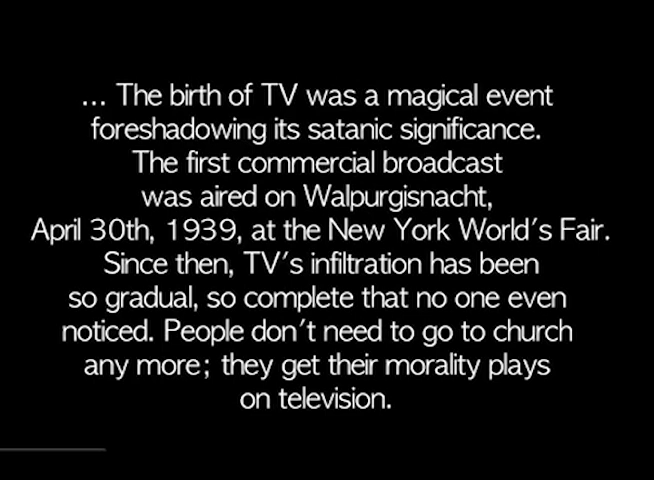 ... The birth of TV was a magical event
foreshadowing its satanic significance.
The first commercial broadcast
was aired on Walpurgisnacht,
April 30th, 1939, at the New York World's Fair.
Since then, TV's infiltration has been
so gradual, so complete that no one even
noticed. People don't need to go to church
any more; they get their morality plays
on television.